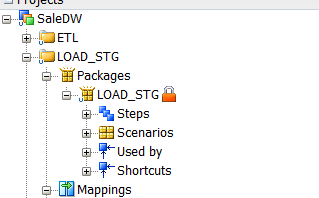 Projects
SaleDW
ETL
LOAD_STG
Packages
LOAD_STG
Steps
Scenarios
Used by
Shortcuts
Mappings